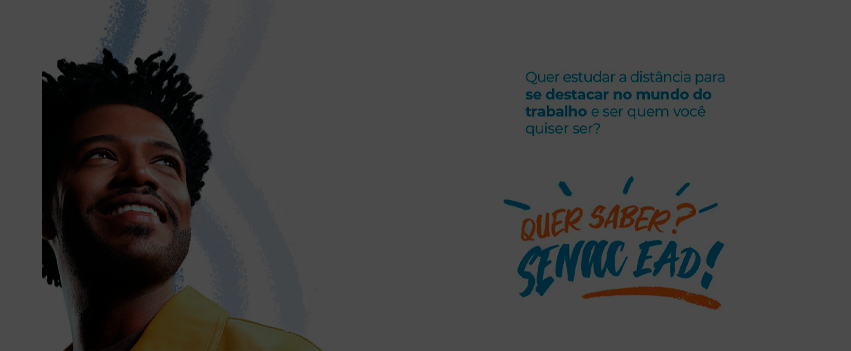 Quer estudar a distância para
se destacar no mundo do
trabalho e ser quem você
quiser ser?
QUER SABER?
SENAC EAD!